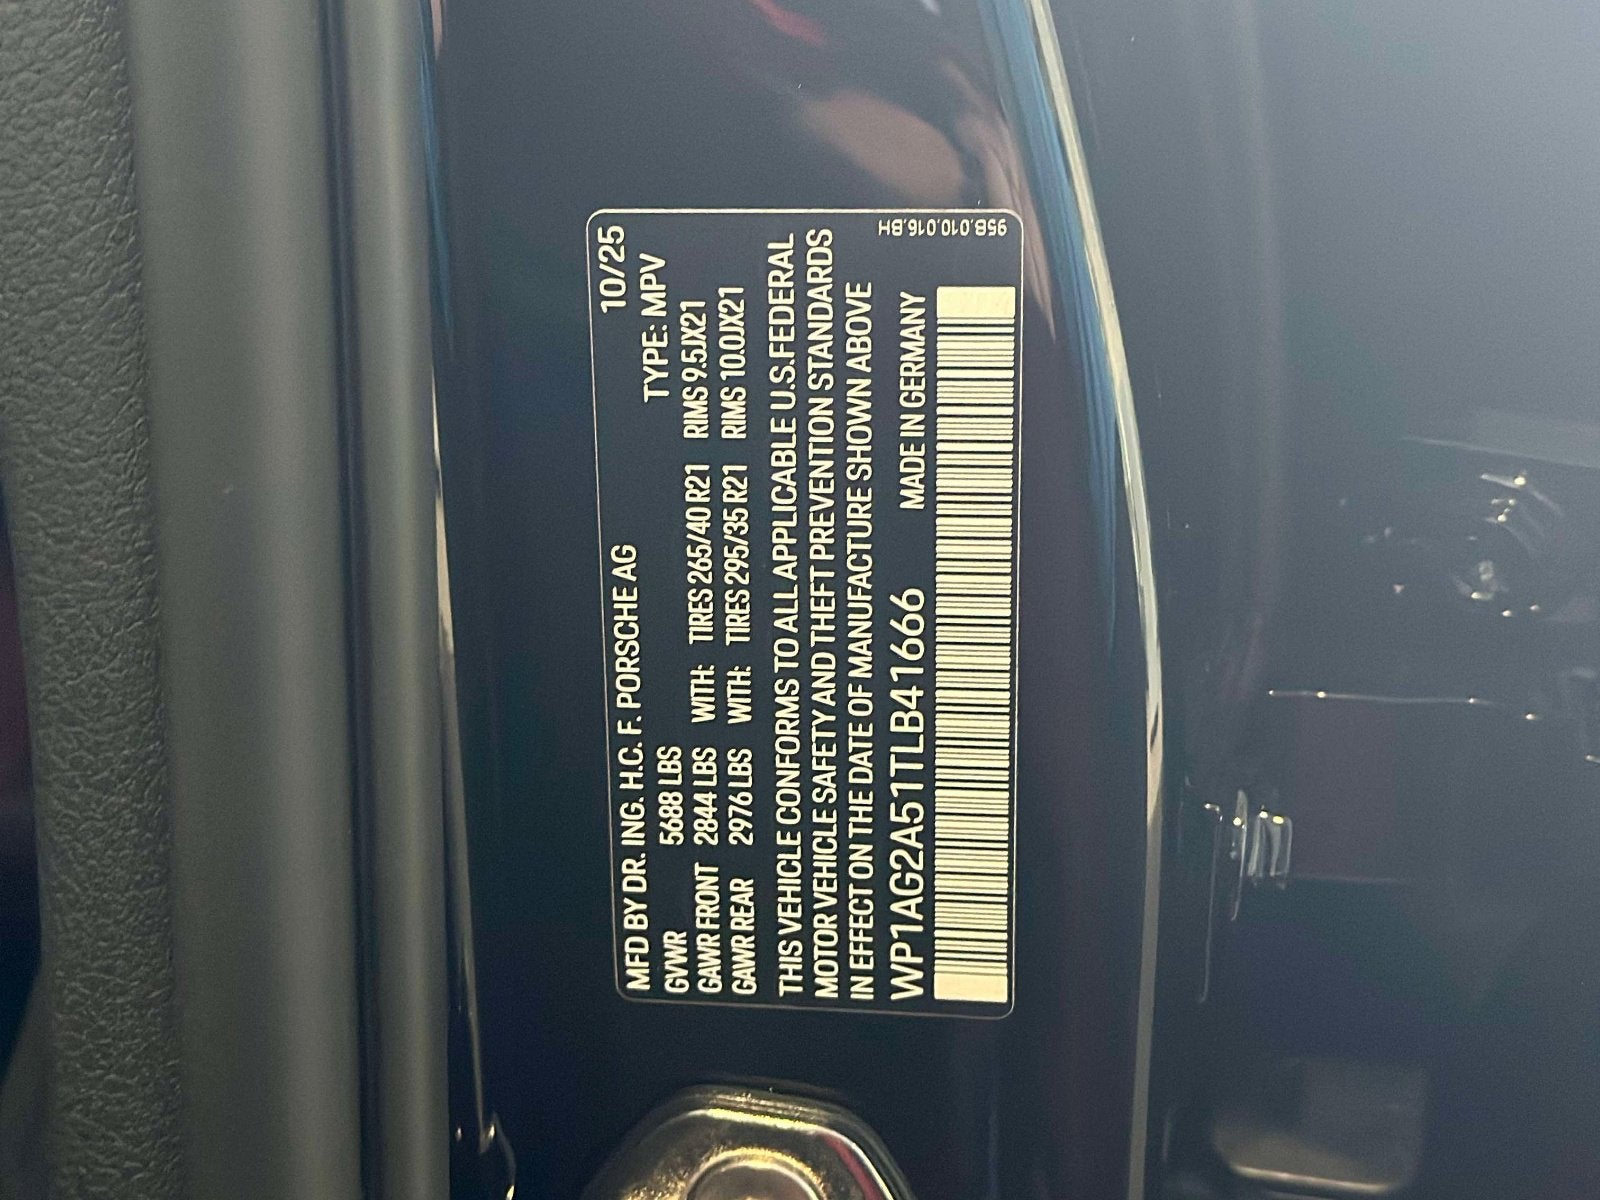 MFD BY DR. ING. H.C. F. PORSCHE AG 10/25
GVWR 5688 LBS TYPE: MPV
GAWR FRONT 2844 LBS WITH: TIRES 265/40 R21 RIMS 9.5JX21
GAWR REAR 2976 LBS WITH: TIRES 295/35 R21 RIMS 10.0JX21
THIS VEHICLE CONFORMS TO ALL APPLICABLE U.S.FEDERAL
MOTOR VEHICLE SAFETY AND THEFT PREVENTION STANDARDS
IN EFFECT ON THE DATE OF MANUFACTURE SHOWN ABOVE
WP1AG2A51TLB41666 MADE IN GERMANY
95B.010.016.BH